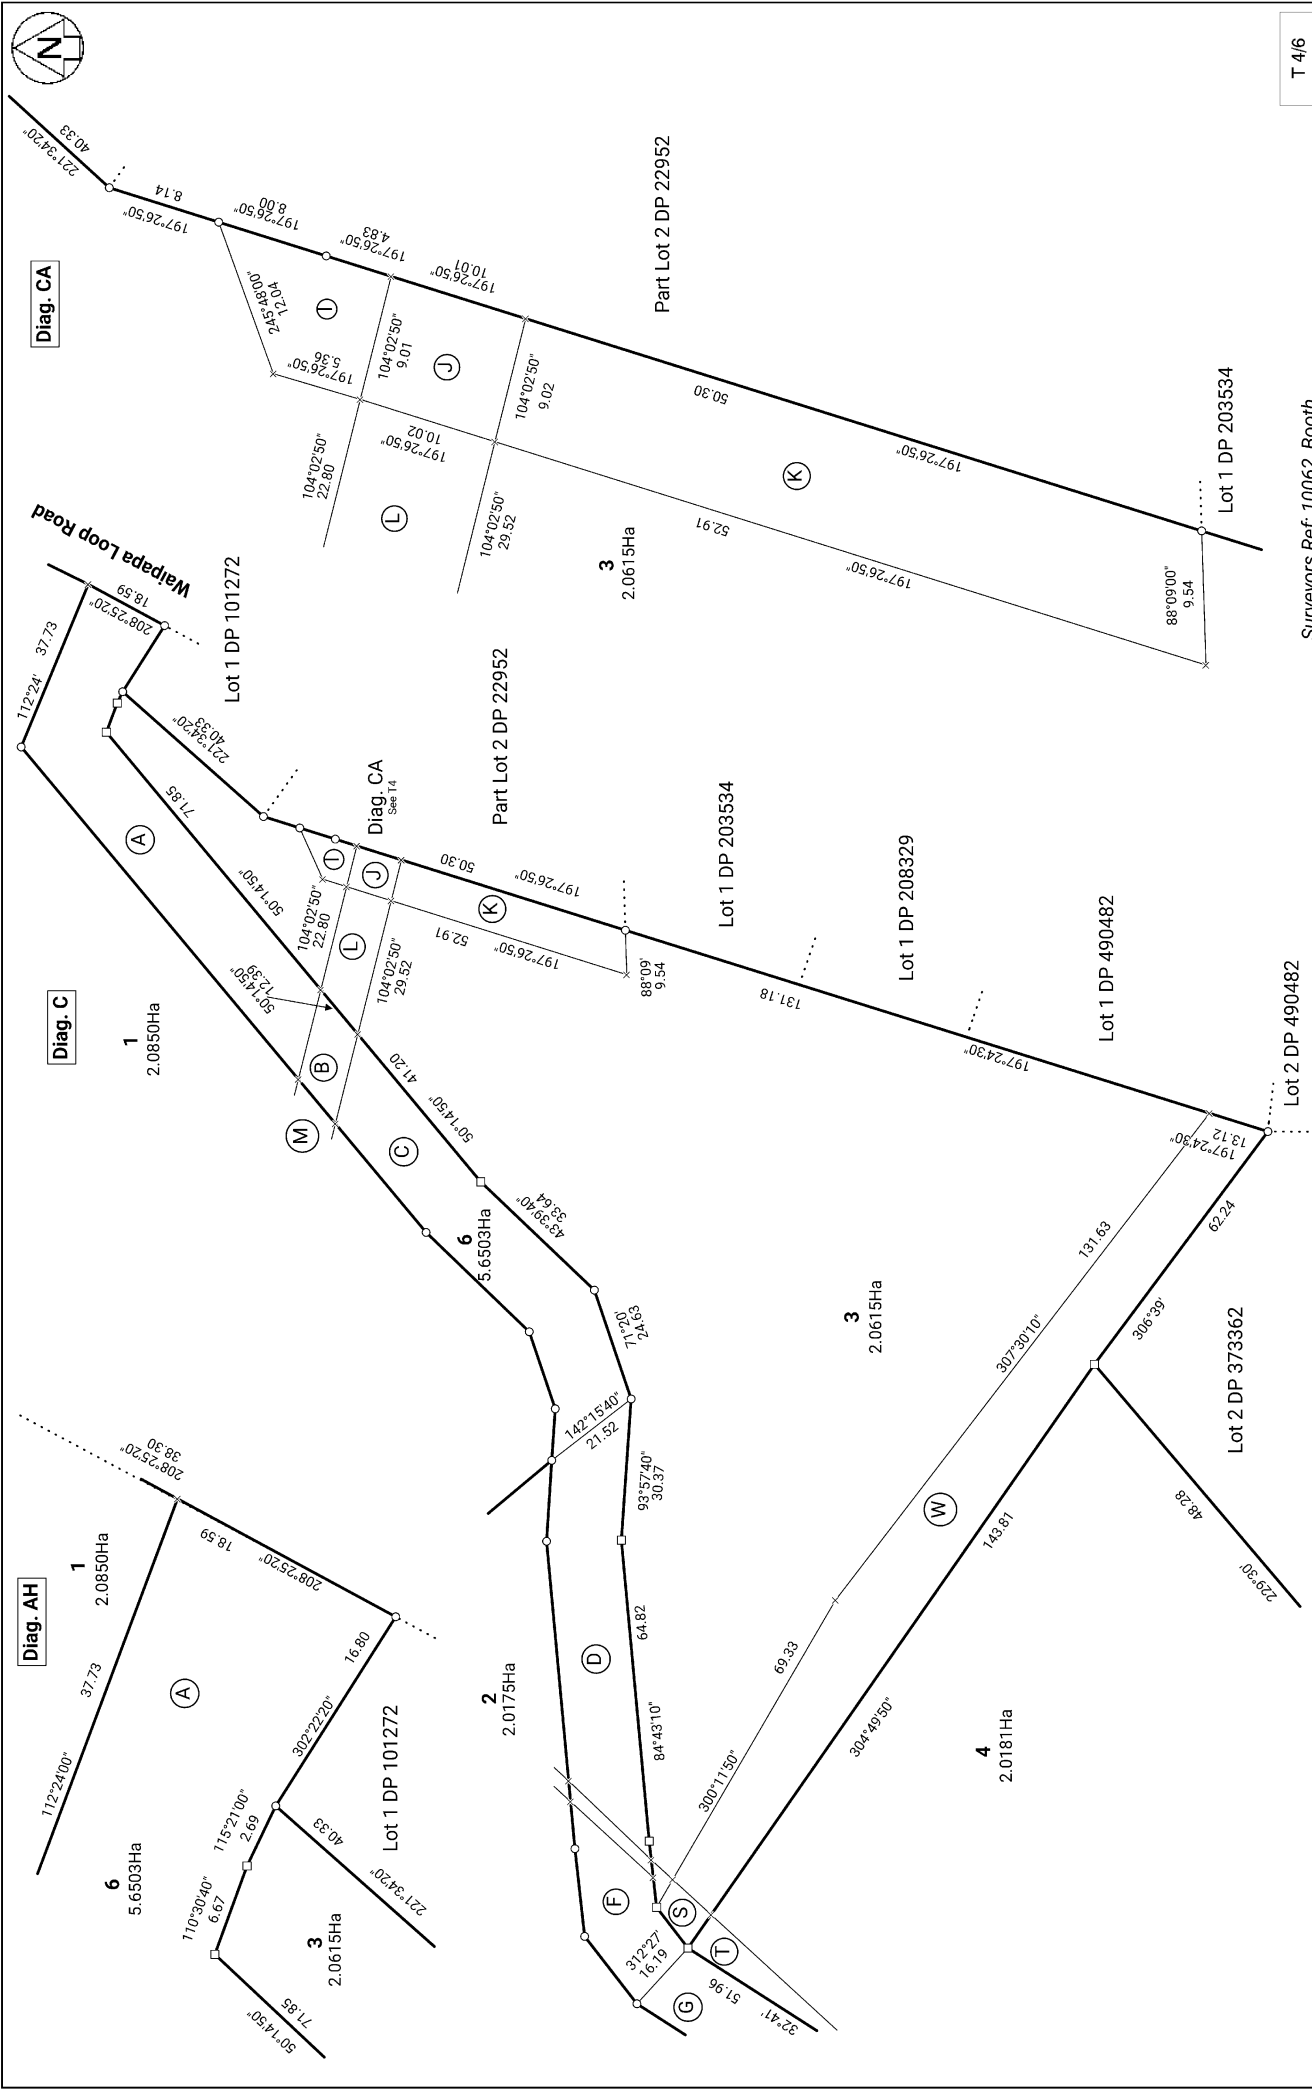 N
T 4/6
Diag. AH
1
2.0850Ha
208°25'20"
38.30
112°24'00"
37.73
18.59
208°25'20"
A
6
5.6503Ha
110°30'40"
6.67
115°21'00"
2.69
302°22'20"
16.80
50°14'50"
71.85
3
2.0615Ha
221°34'20"
40.33
Lot 1 DP 101272
Diag. C
1
2.0850Ha
Waipapa Loop Road
112°24'
37.73
208°25'20"
18.59
A
71.85
50°14'50"
221°34'20"
40.33
Lot 1 DP 101272
50°14'50"
12.39
M
B
C
L
I
J
K
104°02'50"
22.80
104°02'50"
29.52
Diag. CA
See T4
Part Lot 2 DP 22952
50.30
197°26'50"
52.91
197°26'50"
88°09'
9.54
41.20
50°14'50"
6
5.6503Ha
43°39'40"
33.64
71°20'
24.63
142°15'40"
21.52
93°57'40"
30.37
2
2.0175Ha
D
64.82
84°43'10"
F
G
S
T
312°27'
16.19
51.96
32°41'
300°11'50"
69.33
W
304°49'50"
143.81
307°30'10"
131.63
3
2.0615Ha
4
2.0181Ha
131.18
197°24'30"
197°24'30"
13.12
306°39'
62.24
229°30'
48.28
Lot 1 DP 203534
Lot 1 DP 208329
Lot 1 DP 490482
Lot 2 DP 490482
Lot 2 DP 373362
Diag. CA
221°34'20"
40.33
197°26'50"
8.14
197°26'50"
8.00
197°26'50"
4.83
197°26'50"
10.01
245°48'00"
12.04
I
197°26'50"
5.36
104°02'50"
9.01
J
104°02'50"
22.80
197°26'50"
10.02
104°02'50"
9.02
L
104°02'50"
29.52
Part Lot 2 DP 22952
50.30
197°26'50"
K
52.91
197°26'50"
3
2.0615Ha
88°09'00"
9.54
Lot 1 DP 203534
Surveyors Ref: 10062 Booth